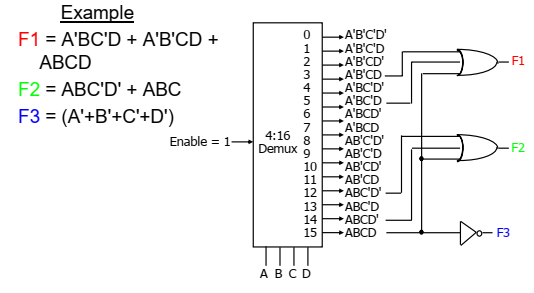 Example
F1 = A'BC'D + A'B'CD +
ABCD
F2 = ABC'D' + ABC
F3 = (A'+B'+C'+D')
Enable = 1
4:16
Demux
0 A'B'C'D'
1 A'B'C'D
2 A'B'CD'
3 A'B'CD
4 A'BC'D'
5 A'BC'D
6 A'BCD'
7 A'BCD
8 AB'C'D'
9 AB'C'D
10 AB'CD'
11 AB'CD
12 ABC'D'
13 ABC'D
14 ABCD'
15 ABCD
F1
F2
F3
A B C D